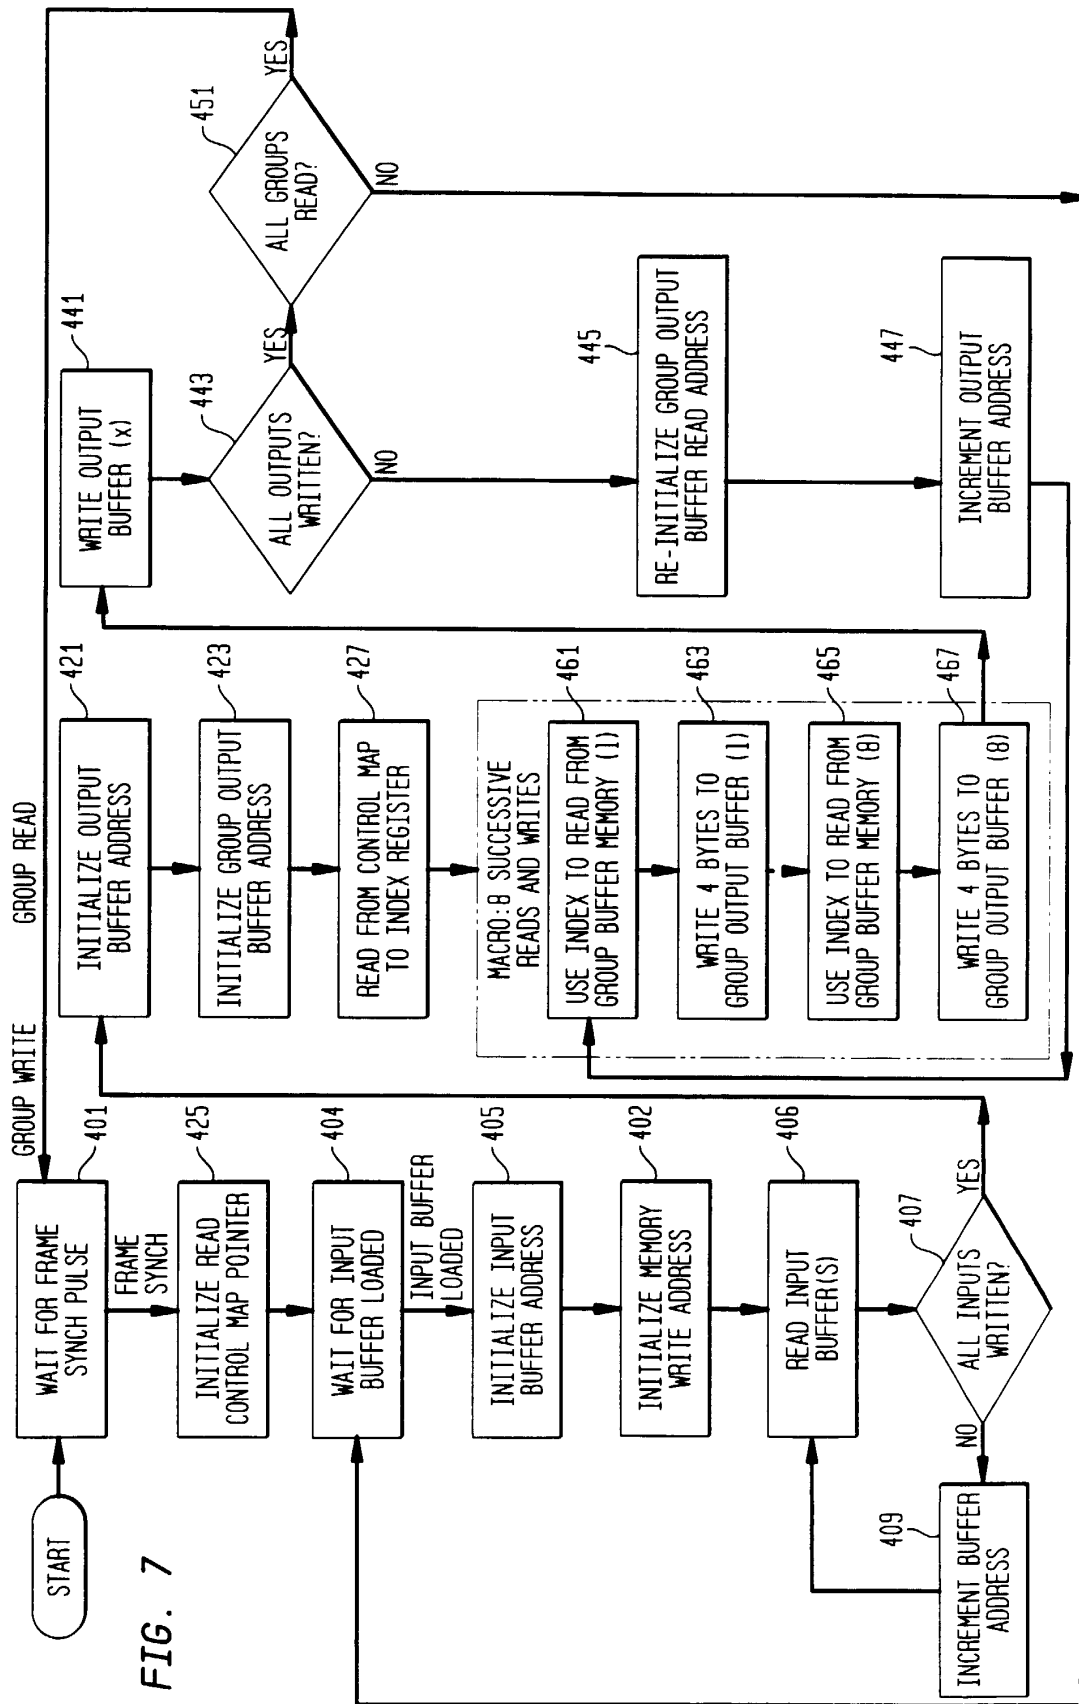 FIG. 7
START
GROUP WRITE
GROUP READ
WAIT FOR FRAME
SYNCH PULSE
401
FRAME
SYNCH
INITIALIZE READ
CONTROL MAP POINTER
425
WAIT FOR INPUT
BUFFER LOADED
404
INPUT BUFFER
LOADED
INITIALIZE INPUT
BUFFER ADDRESS
405
INITIALIZE MEMORY
WRITE ADDRESS
402
READ INPUT
BUFFER(S)
406
ALL INPUTS
WRITTEN?
407
NO
YES
INCREMENT BUFFER
ADDRESS
409
INITIALIZE OUTPUT
BUFFER ADDRESS
421
INITIALIZE GROUP OUTPUT
BUFFER ADDRESS
423
READ FROM CONTROL MAP
TO INDEX REGISTER
427
MACRO:8 SUCCESSIVE
READS AND WRITES
USE INDEX TO READ FROM
GROUP BUFFER MEMORY (1)
461
WRITE 4 BYTES TO
GROUP OUTPUT BUFFER (1)
463
USE INDEX TO READ FROM
GROUP BUFFER MEMORY (8)
465
WRITE 4 BYTES TO
GROUP OUTPUT BUFFER (8)
467
WRITE OUTPUT
BUFFER (x)
441
ALL OUTPUTS
WRITTEN?
443
YES
NO
ALL GROUPS
READ?
451
YES
NO
RE-INITIALIZE GROUP OUTPUT
BUFFER READ ADDRESS
445
INCREMENT OUTPUT
BUFFER ADDRESS
447